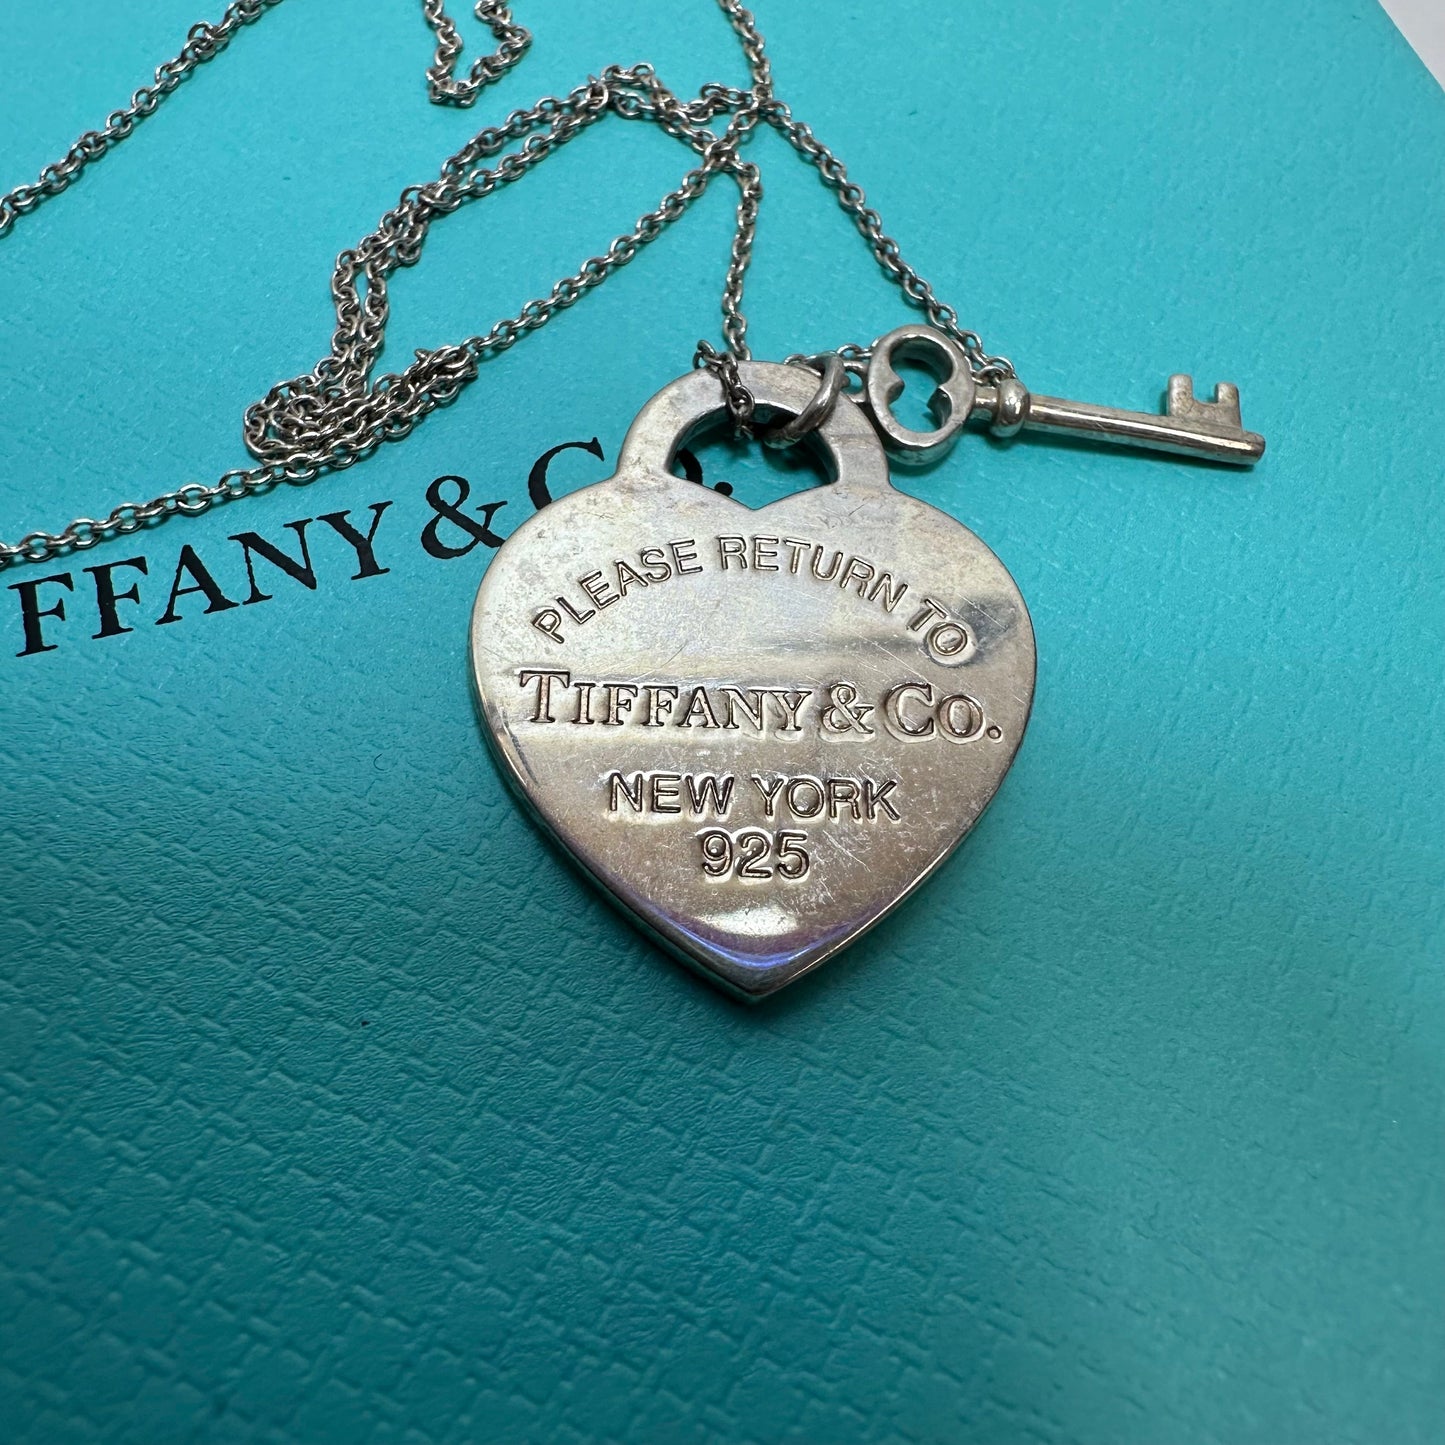 FFANY & C.
PLEASE RETURN TO
TIFFANY & CO.
NEW YORK
925